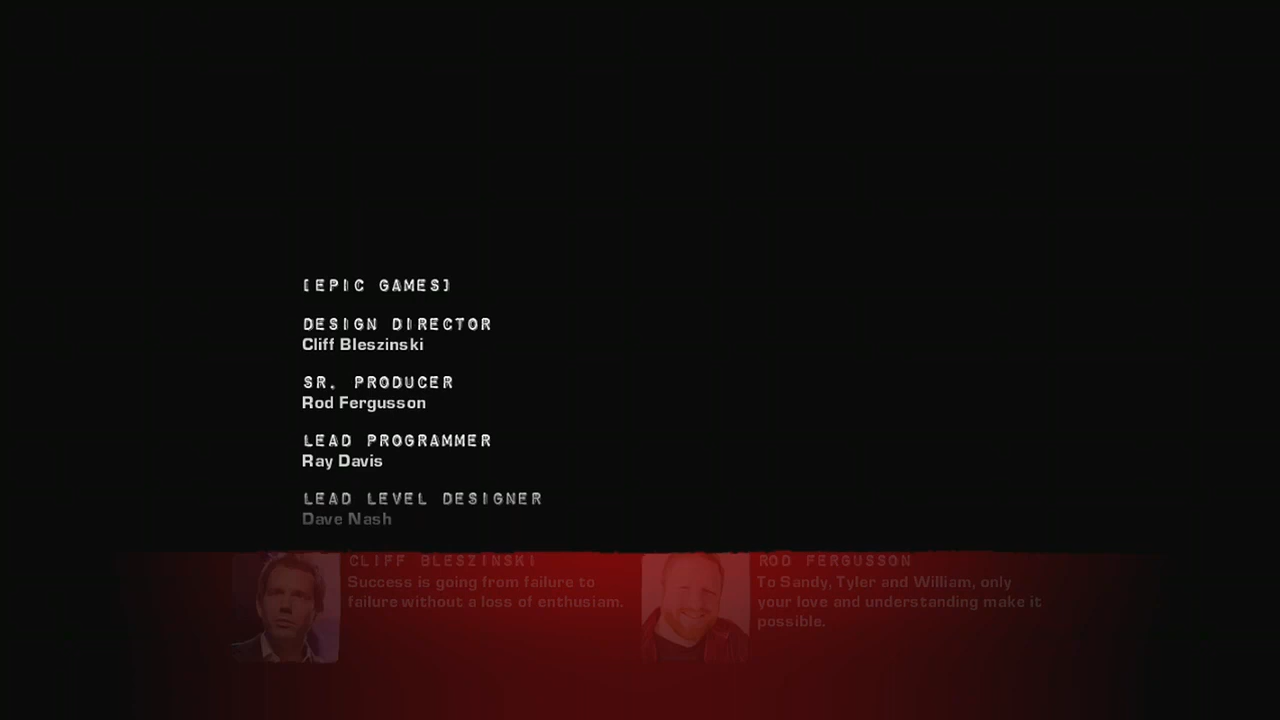 [EPIC GAMES]
DESIGN DIRECTOR
Cliff Bleszinski
SR. PRODUCER
Rod Fergusson
LEAD PROGRAMMER
Ray Davis
LEAD LEVEL DESIGNER
Dave Nash
CLIFF BLESZINSKI
Success is going from failure to
failure without a loss of enthusiam.
ROD FERGUSSON
To Sandy, Tyler and William, only
your love and understanding make it
possible.